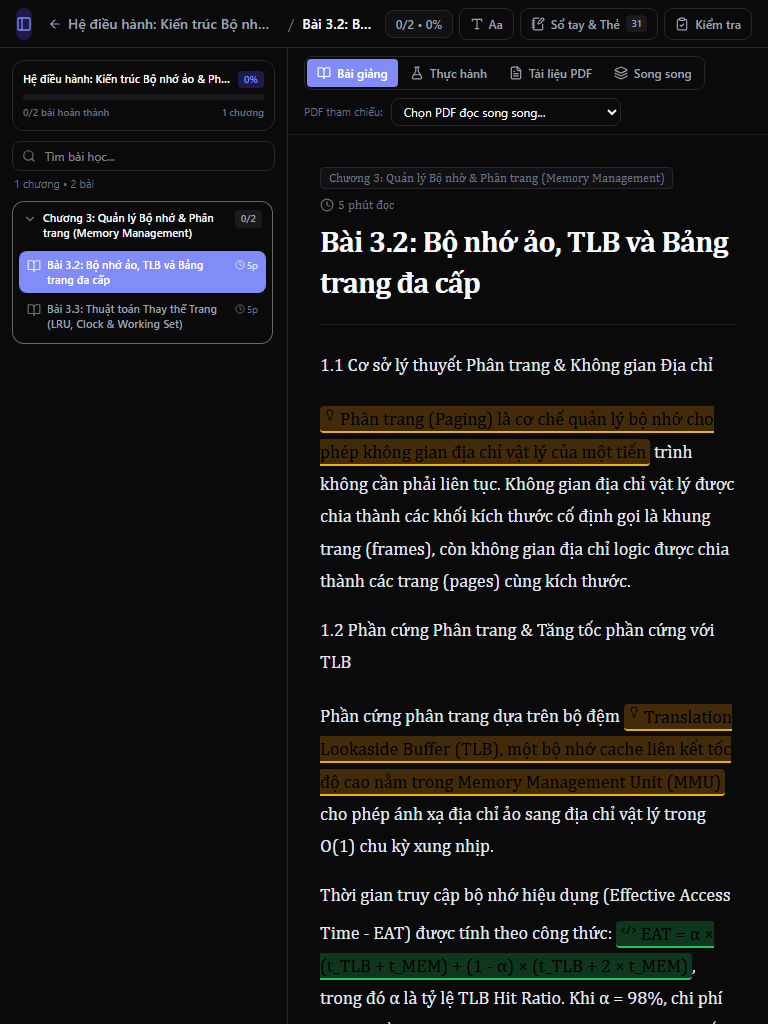 Hệ điều hành: Kiến trúc Bộ nh... / Bài 3.2: B... 0/2 • 0% Aa Sổ tay & Thẻ 31 Kiểm tra
Hệ điều hành: Kiến trúc Bộ nhớ ảo & Ph... 0%
0/2 bài hoàn thành 1 chương
Tìm bài học...
1 chương • 2 bài
Chương 3: Quản lý Bộ nhớ & Phân 0/2
trang (Memory Management)
Bài 3.2: Bộ nhớ ảo, TLB và Bảng 5p
trang đa cấp
Bài 3.3: Thuật toán Thay thế Trang 5p
(LRU, Clock & Working Set)
Bài giảng Thực hành Tài liệu PDF Song song
PDF tham chiếu: Chọn PDF đọc song song...
Chương 3: Quản lý Bộ nhớ & Phân trang (Memory Management)
5 phút đọc
Bài 3.2: Bộ nhớ ảo, TLB và Bảng
trang đa cấp
1.1 Cơ sở lý thuyết Phân trang & Không gian Địa chỉ
Phân trang (Paging) là cơ chế quản lý bộ nhớ cho
phép không gian địa chỉ vật lý của một tiến trình
không cần phải liên tục. Không gian địa chỉ vật lý được
chia thành các khối kích thước cố định gọi là khung
trang (frames), còn không gian địa chỉ logic được chia
thành các trang (pages) cùng kích thước.
1.2 Phần cứng Phân trang & Tăng tốc phần cứng với
TLB
Phần cứng phân trang dựa trên bộ đệm Translation
Lookaside Buffer (TLB), một bộ nhớ cache liên kết tốc
độ cao nằm trong Memory Management Unit (MMU)
cho phép ánh xạ địa chỉ ảo sang địa chỉ vật lý trong
O(1) chu kỳ xung nhịp.
Thời gian truy cập bộ nhớ hiệu dụng (Effective Access
Time - EAT) được tính theo công thức: </> EAT = α ×
(t_TLB + t_MEM) + (1 - α) × (t_TLB + 2 × t_MEM),
trong đó α là tỷ lệ TLB Hit Ratio. Khi α = 98%, chi phí